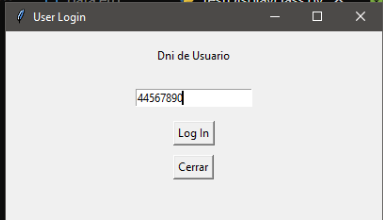 User Login
Dni de Usuario
44567890
Log In
Cerrar